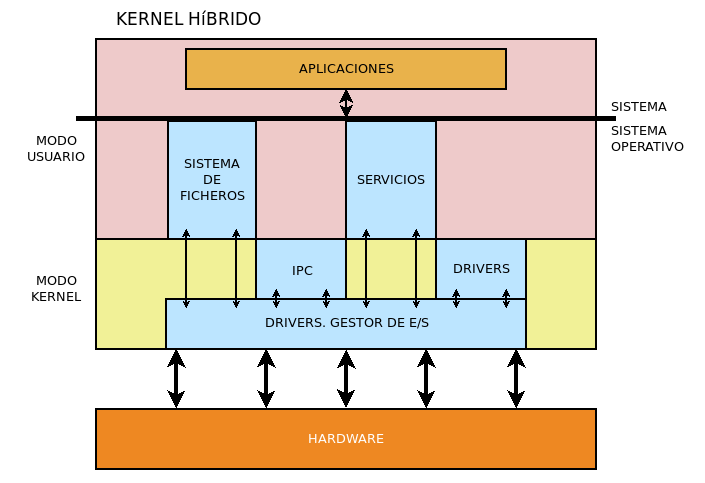 KERNEL HíBRIDO
APLICACIONES
SISTEMA
SISTEMA
OPERATIVO
MODO
USUARIO
SISTEMA
DE
FICHEROS
SERVICIOS
MODO
KERNEL
IPC
DRIVERS
DRIVERS. GESTOR DE E/S
HARDWARE